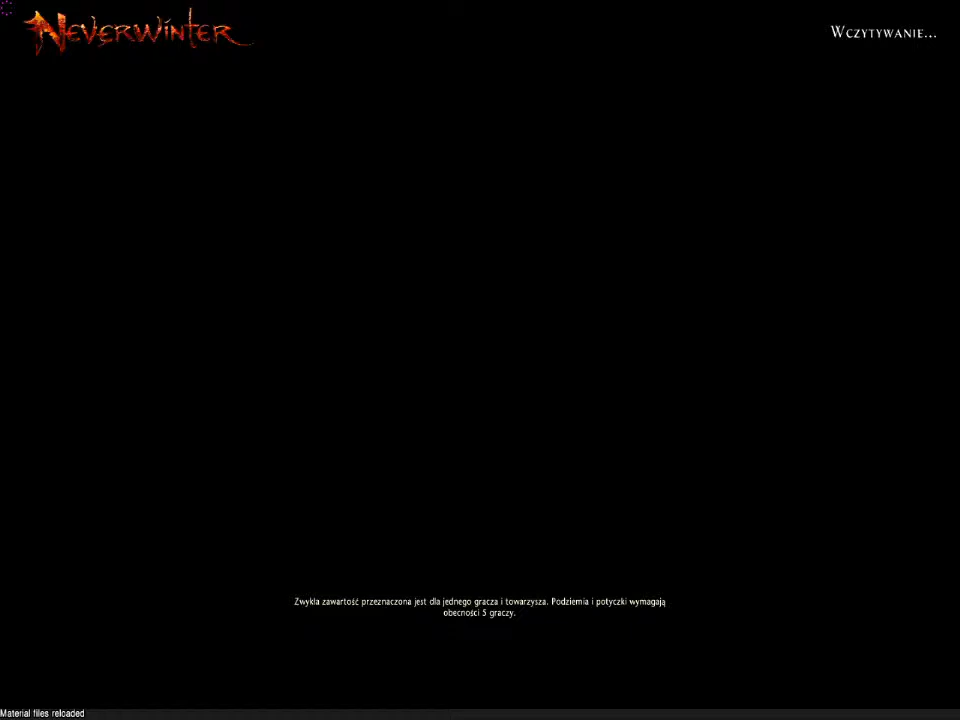 Neverwinter
Wczytywanie...
Zwykła zawartość przeznaczona jest dla jednego gracza i towarzysza. Podziemia i potyczki wymagają
obecności 5 graczy.
Material files reloaded